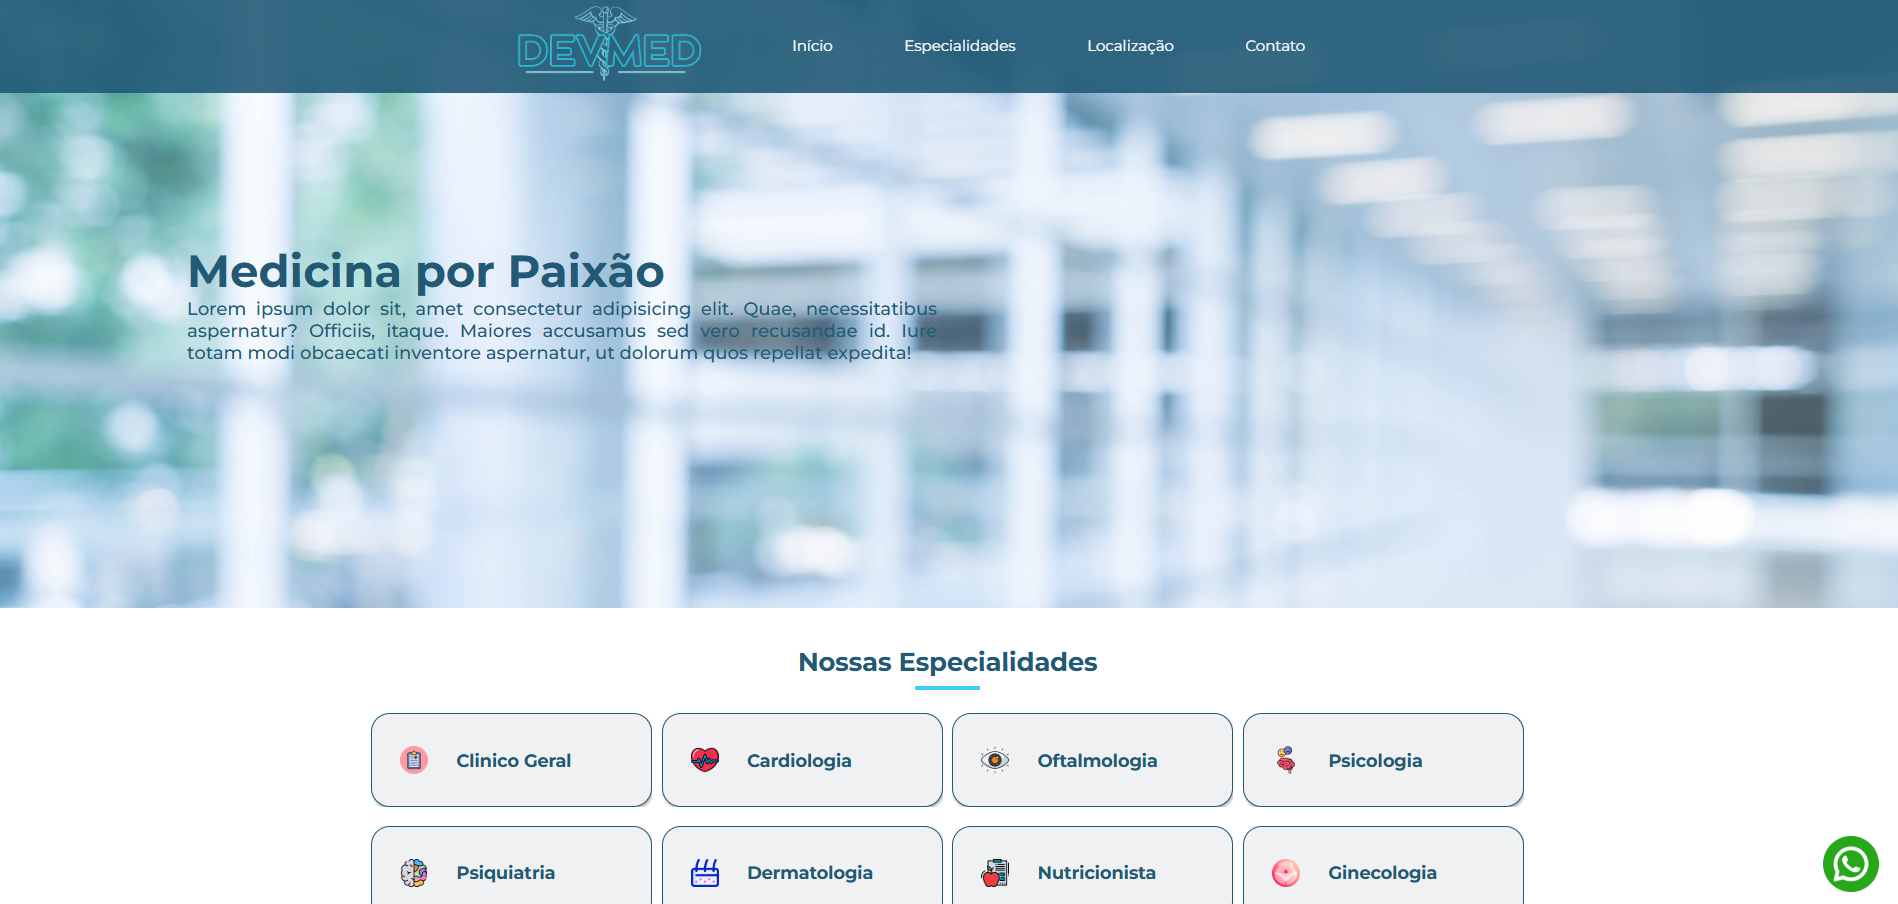 DEVMED
Início
Especialidades
Localização
Contato
Medicina por Paixão
Lorem ipsum dolor sit, amet consectetur adipisicing elit. Quae, necessitatibus
aspernatur? Officiis, itaque. Maiores accusamus sed vero recusandae id. Iure
totam modi obcaecati inventore aspernatur, ut dolorum quos repellat expedita!
Nossas Especialidades
Clinico Geral
Cardiologia
Oftalmologia
Psicologia
Psiquiatria
Dermatologia
Nutricionista
Ginecologia